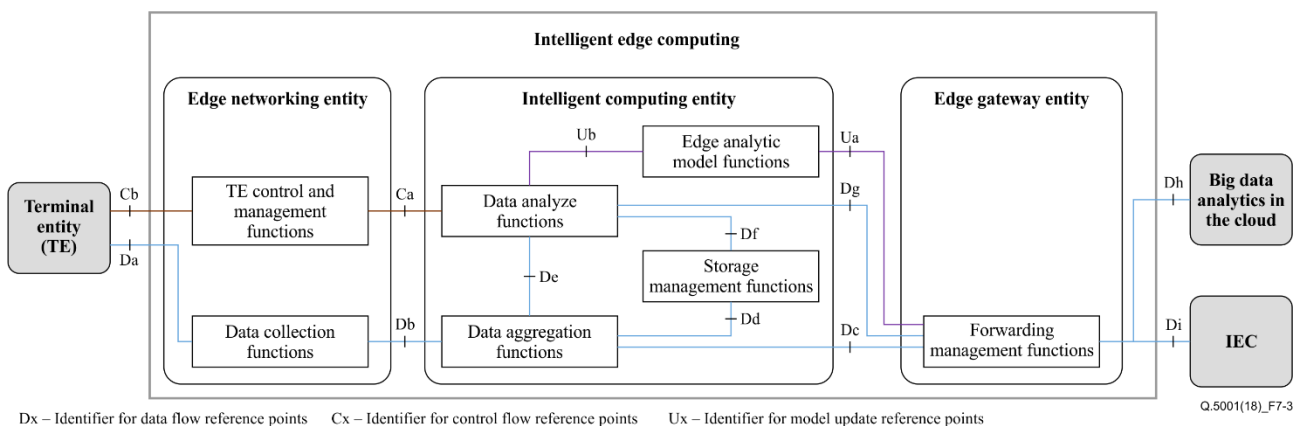 Intelligent edge computing
Edge networking entity
Intelligent computing entity
Edge gateway entity
Ub
Edge analytic
model functions
Ua
Cb
TE control and
management
functions
Ca
Data analyze
functions
Dg
Dh
Big data
analytics in
the cloud
Terminal
entity
(TE)
Da
Df
De
Storage
management functions
Data collection
functions
Db
Data aggregation
functions
Dd
Dc
Forwarding
management functions
Di
IEC
Dx – Identifier for data flow reference points
Cx – Identifier for control flow reference points
Ux – Identifier for model update reference points
Q.5001(18)_F7-3